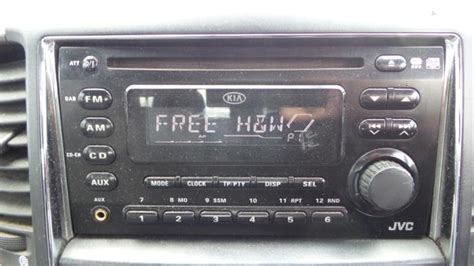 ATT
KIA
DAB FM
FREE H&W
AM
CD-CH CD
AUX
MODE CLOCK TP/PTY DISP SEL
AUX
7 MO 8 9 SSM 10 11 RPT 12 RND
1 2 3 4 5 6
JVC